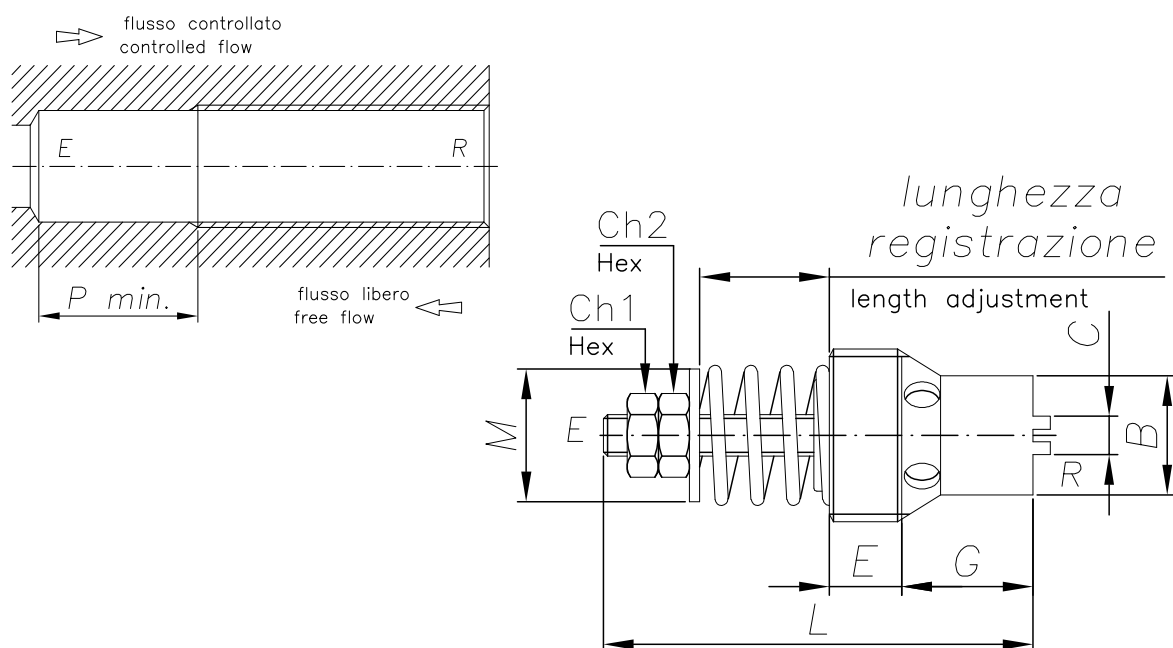 flusso controllato
controlled flow
E
R
P min.
flusso libero
free flow
lunghezza
registrazione
length adjustment
Ch2
Hex
Ch1
Hex
C
M
E
B
R
E
G
L